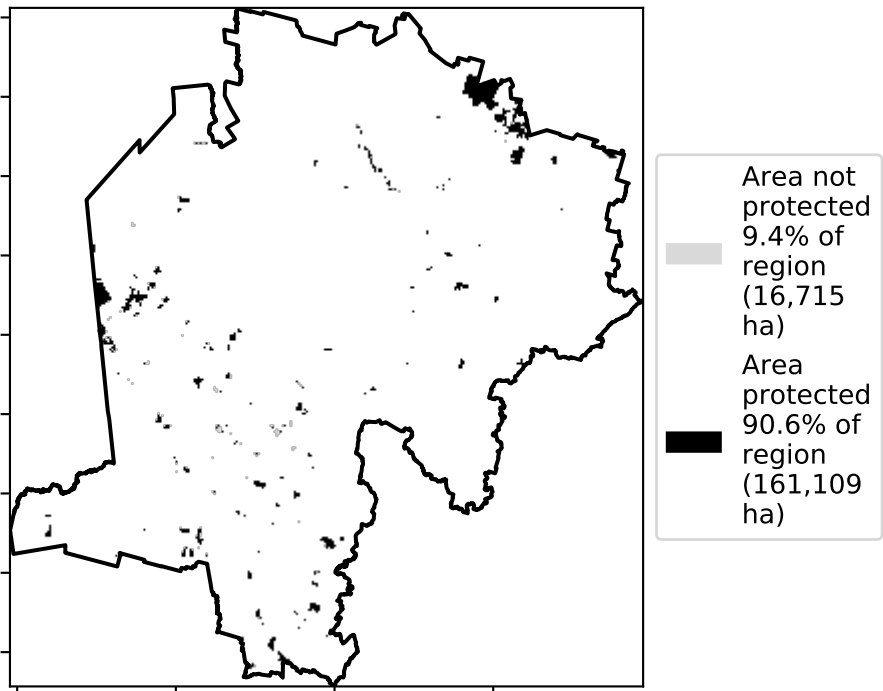 Area not
protected
9.4% of
region
(16,715
ha)
Area
protected
90.6% of
region
(161,109
ha)